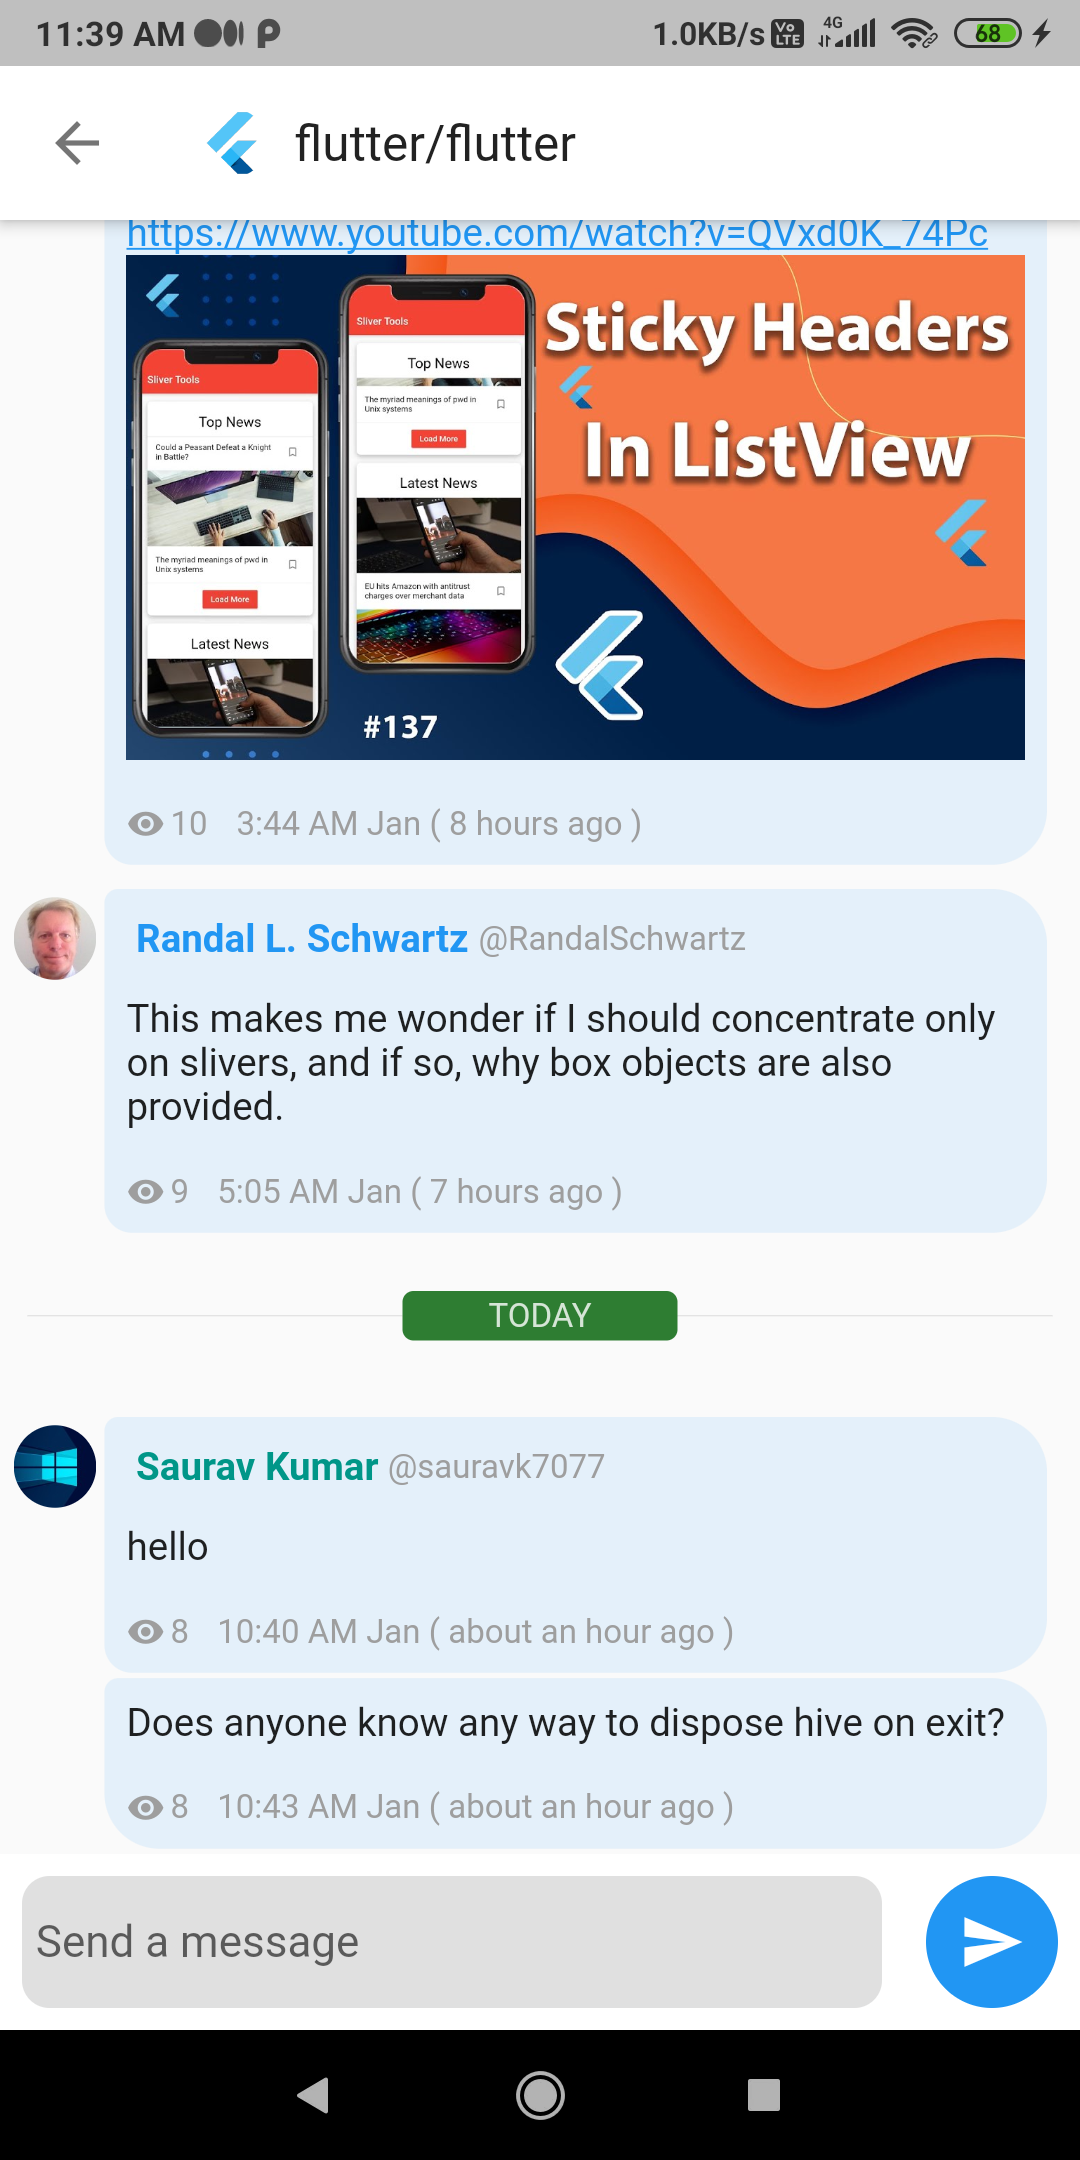 11:39 AM
1.0KB/s
Vo
LTE
4G
68
flutter/flutter
https://www.youtube.com/watch?v=QVxd0K_74Pc
Sliver Tools
Top News
Could a Peasant Defeat a Knight
in Battle?
The myriad meanings of pwd in
Unix systems
Load More
Latest News
Sliver Tools
Top News
The myriad meanings of pwd in
Unix systems
Load More
Latest News
EU hits Amazon with antitrust
charges over merchant data
Sticky Headers
In ListView
#137
10 3:44 AM Jan ( 8 hours ago )
Randal L. Schwartz @RandalSchwartz
This makes me wonder if I should concentrate only
on slivers, and if so, why box objects are also
provided.
9 5:05 AM Jan ( 7 hours ago )
TODAY
Saurav Kumar @sauravk7077
hello
8 10:40 AM Jan ( about an hour ago )
Does anyone know any way to dispose hive on exit?
8 10:43 AM Jan ( about an hour ago )
Send a message